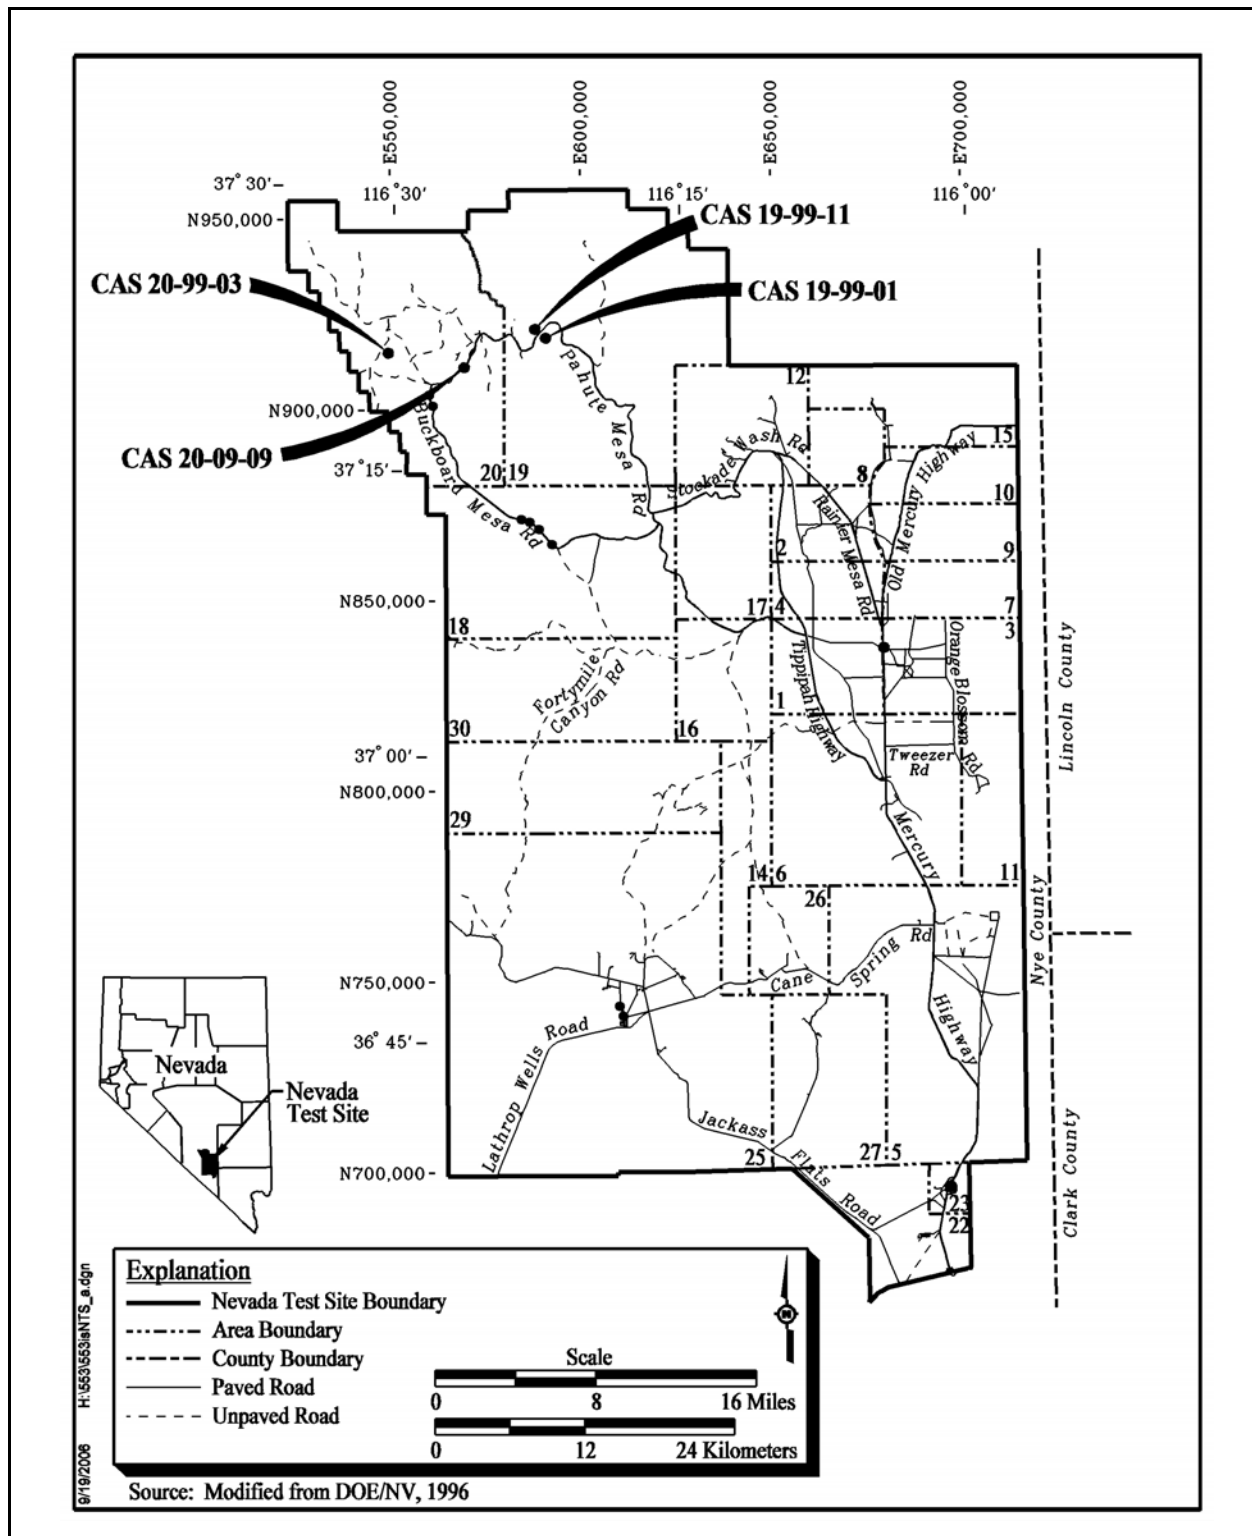 E550,000
E600,000
E650,000
E700,000
37° 30'
116° 30'
116° 15'
116° 00'
N950,000
CAS 19-99-11
CAS 20-99-03
CAS 19-99-01
Pahute Mesa Rd
12
N900,000
15
Stockade Wash Rd
CAS 20-09-09
37° 15'
Buckboard Mesa Rd
20
19
8
10
Rainier Mesa Rd
Old Mercury Highway
2
9
N850,000
17
4
7
3
18
Orange Blossom Rd
Tippipah Highway
Lincoln County
Fortymile
Canyon Rd
1
30
16
37° 00'
Tweezer
Rd
N800,000
29
Mercury
14
6
26
11
Nye County
Rd
Spring
Cane
N750,000
Highway
36° 45'
Lathrop Wells Road
Nevada
Nevada
Test Site
Jackass
Flats Road
Clark County
N700,000
25
27
5
23
22
Explanation
Nevada Test Site Boundary
Area Boundary
County Boundary
Paved Road
Unpaved Road
N
Scale
0 8 16 Miles
0 12 24 Kilometers
9/19/2006 H:\553\553isNTS_a.dgn
Source: Modified from DOE/NV, 1996